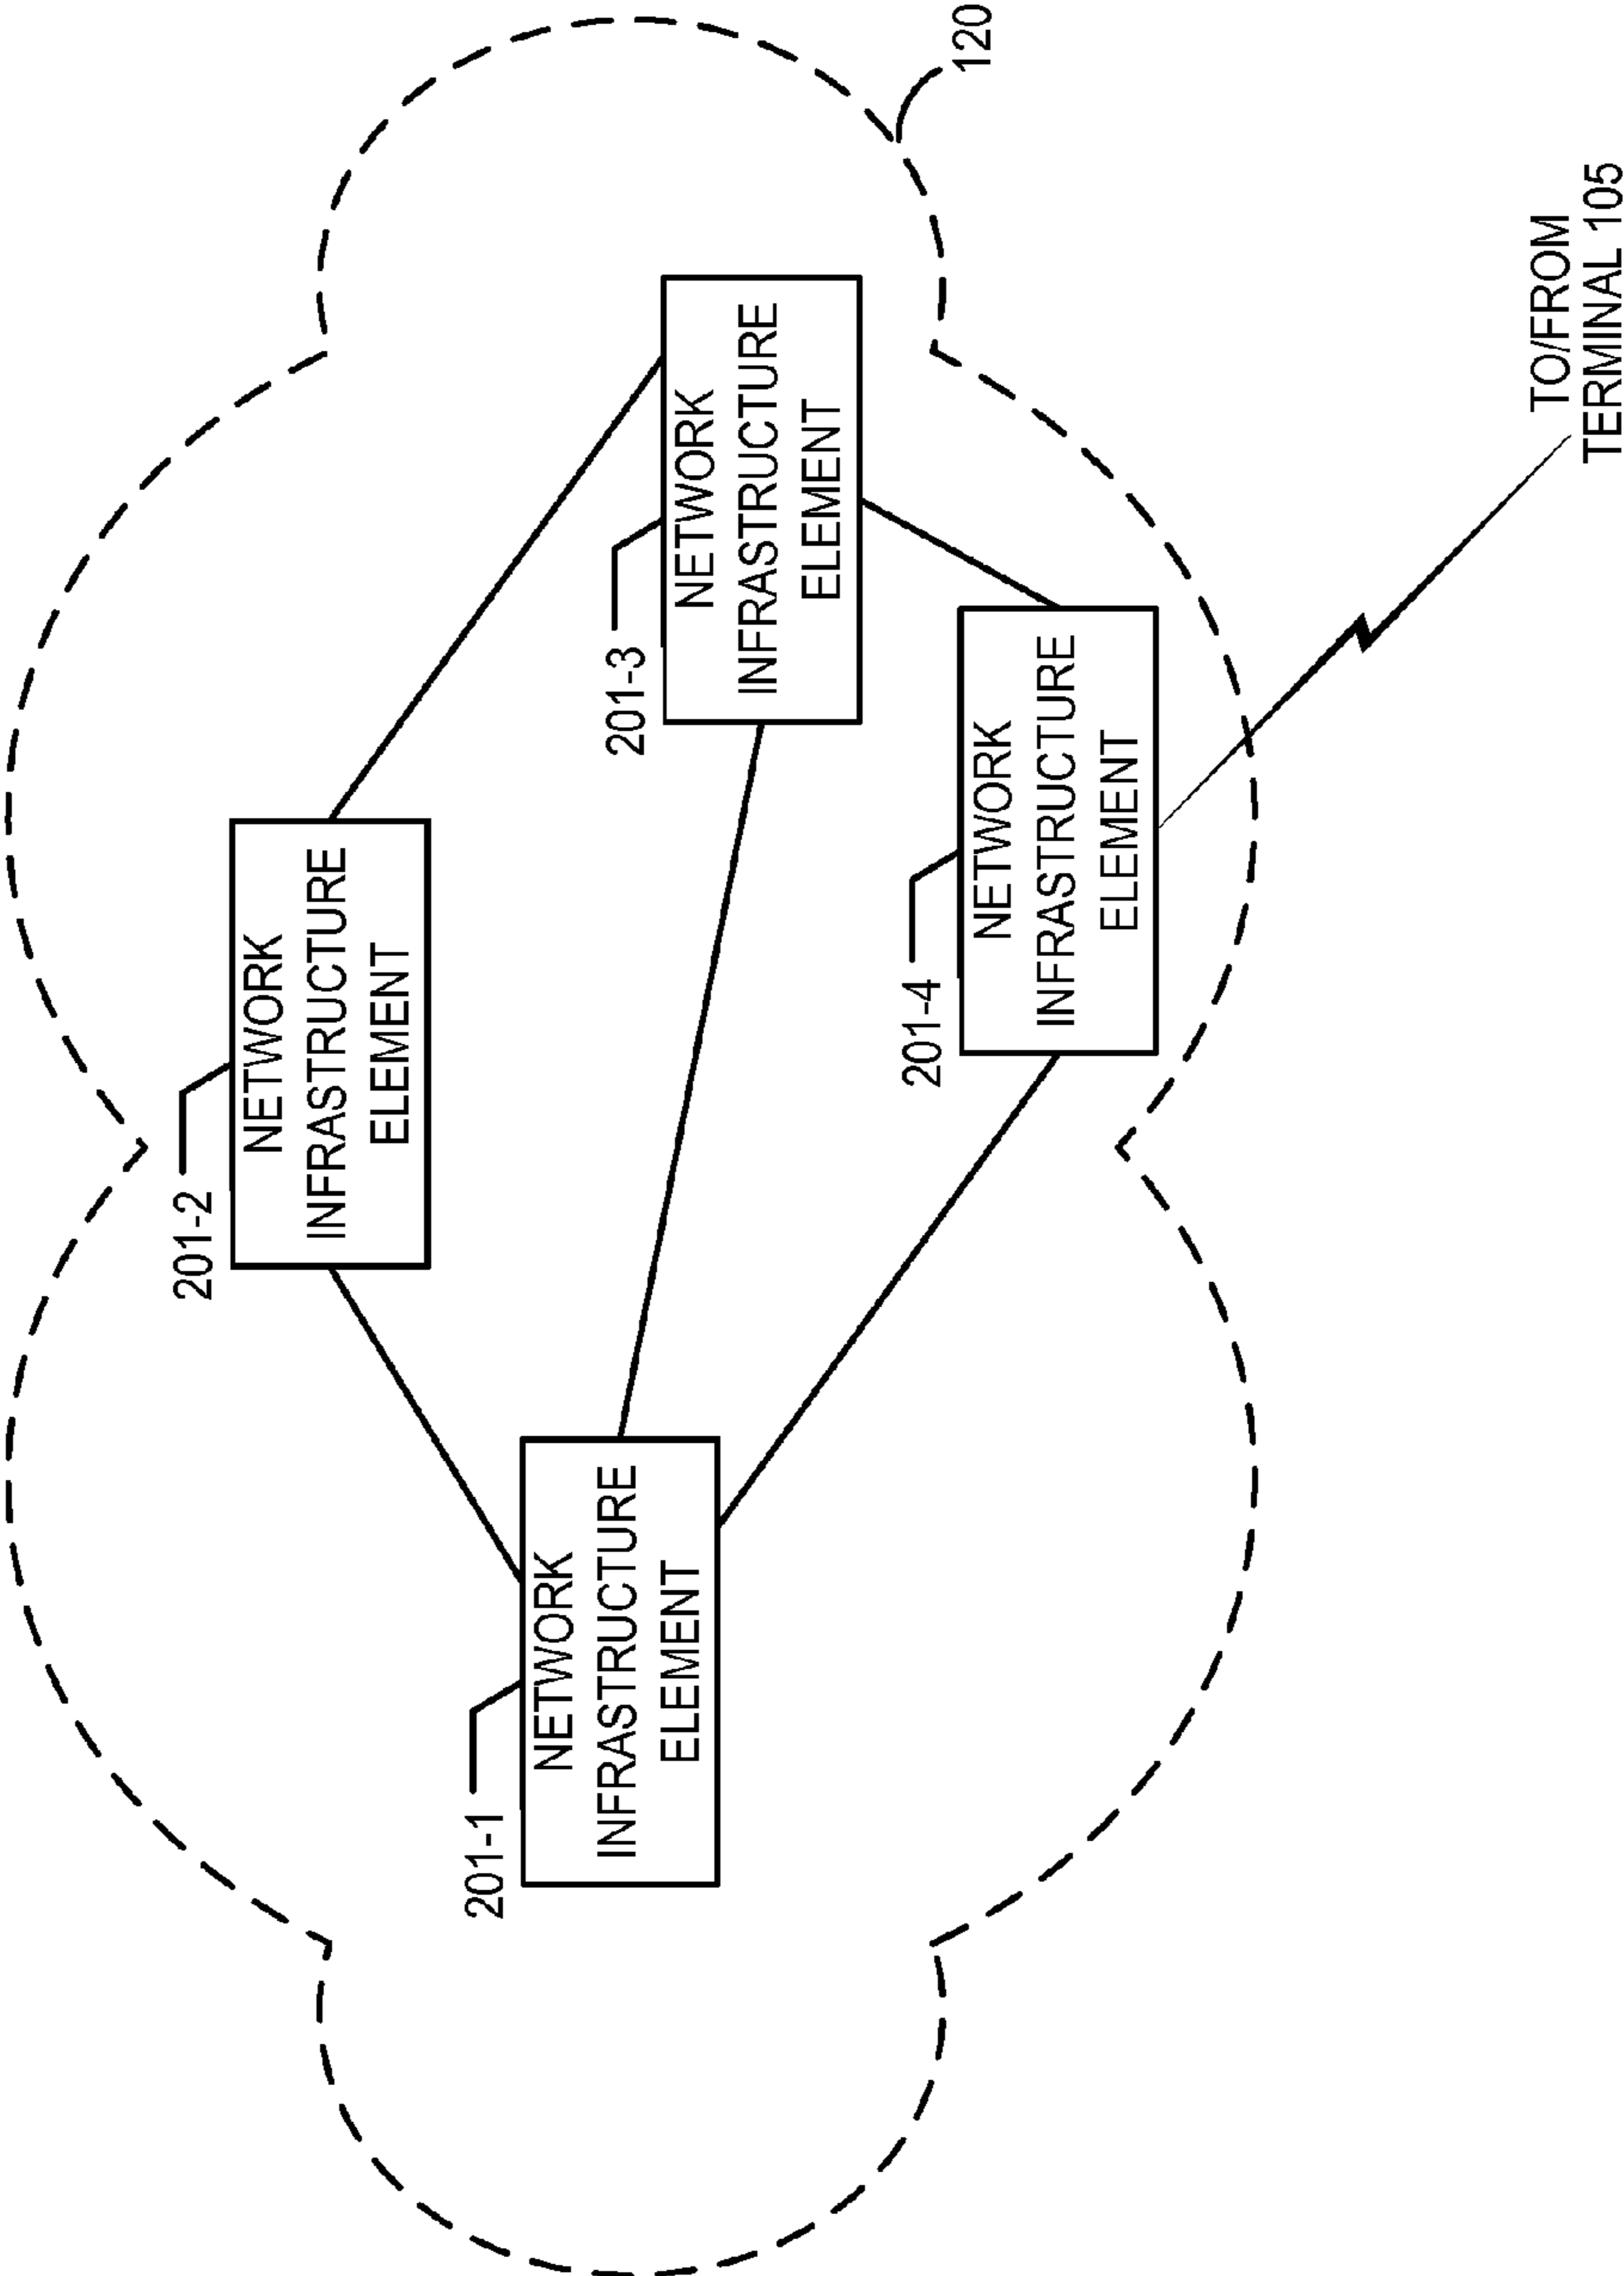 201-2
NETWORK
INFRASTRUCTURE
ELEMENT
201-1
NETWORK
INFRASTRUCTURE
ELEMENT
201-3
NETWORK
INFRASTRUCTURE
ELEMENT
201-4
NETWORK
INFRASTRUCTURE
ELEMENT
120
TO/FROM
TERMINAL 105